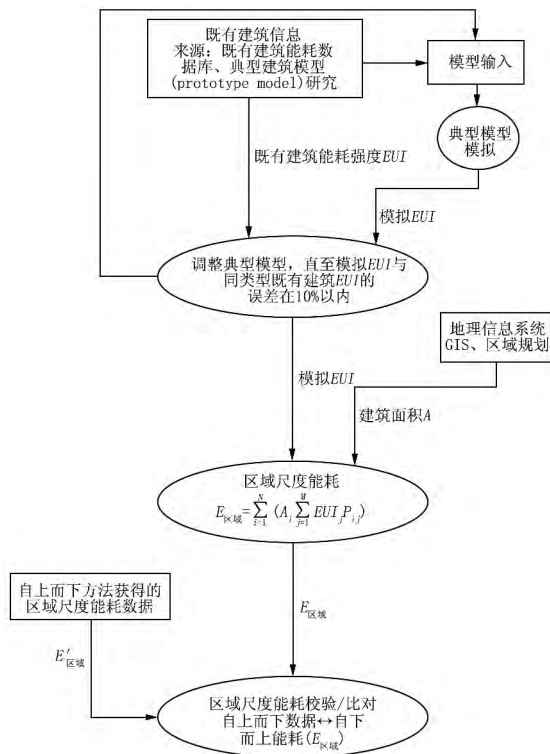 既有建筑信息
来源：既有建筑能耗数
据库、典型建筑模型
(prototype model)研究
模型输入
典型模型
模拟
既有建筑能耗强度EUI
模拟EUI
调整典型模型，直至模拟EUI与
同类型既有建筑EUI的
误差在10%以内
地理信息系统
GIS、区域规划
模拟EUI
建筑面积A
区域尺度能耗
E区域=∑(i=1→N)(A_i∑(j=1→M)EUI_jP_ij)
自上而下方法获得的
区域尺度能耗数据
E区域
E′区域
区域尺度能耗校验/比对
自上而下数据↔自下
而上能耗(E区域)